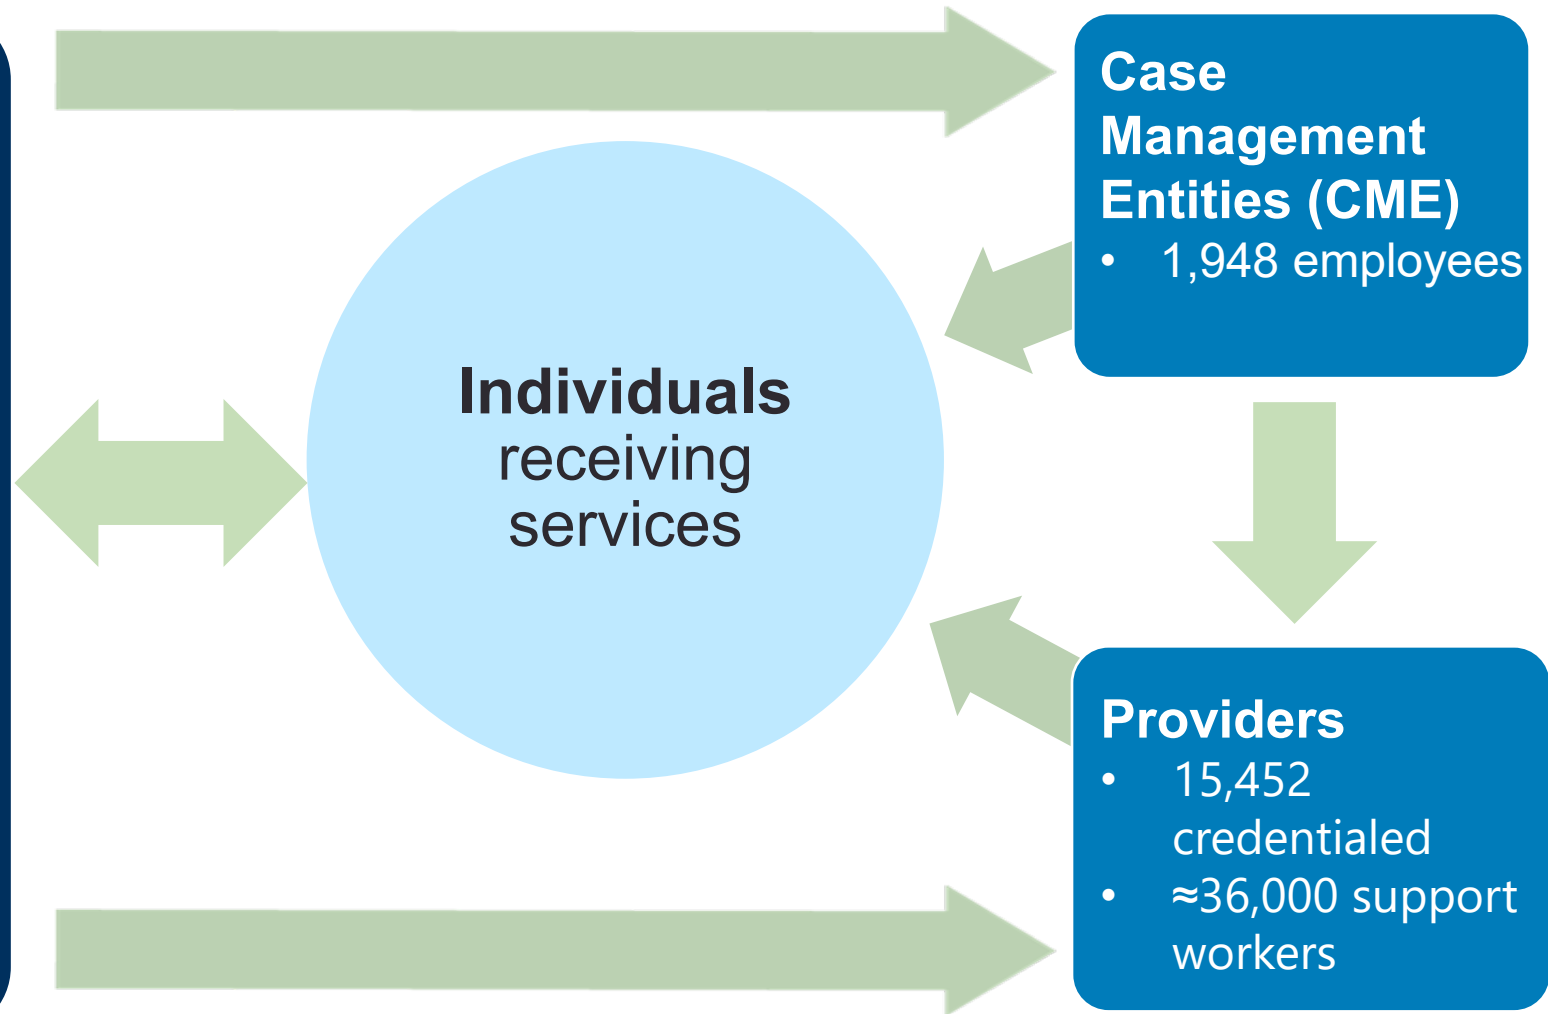 Case
Management
Entities (CME)
• 1,948 employees
Individuals
receiving
services
Providers
• 15,452
credentialed
• ≈36,000 support
workers